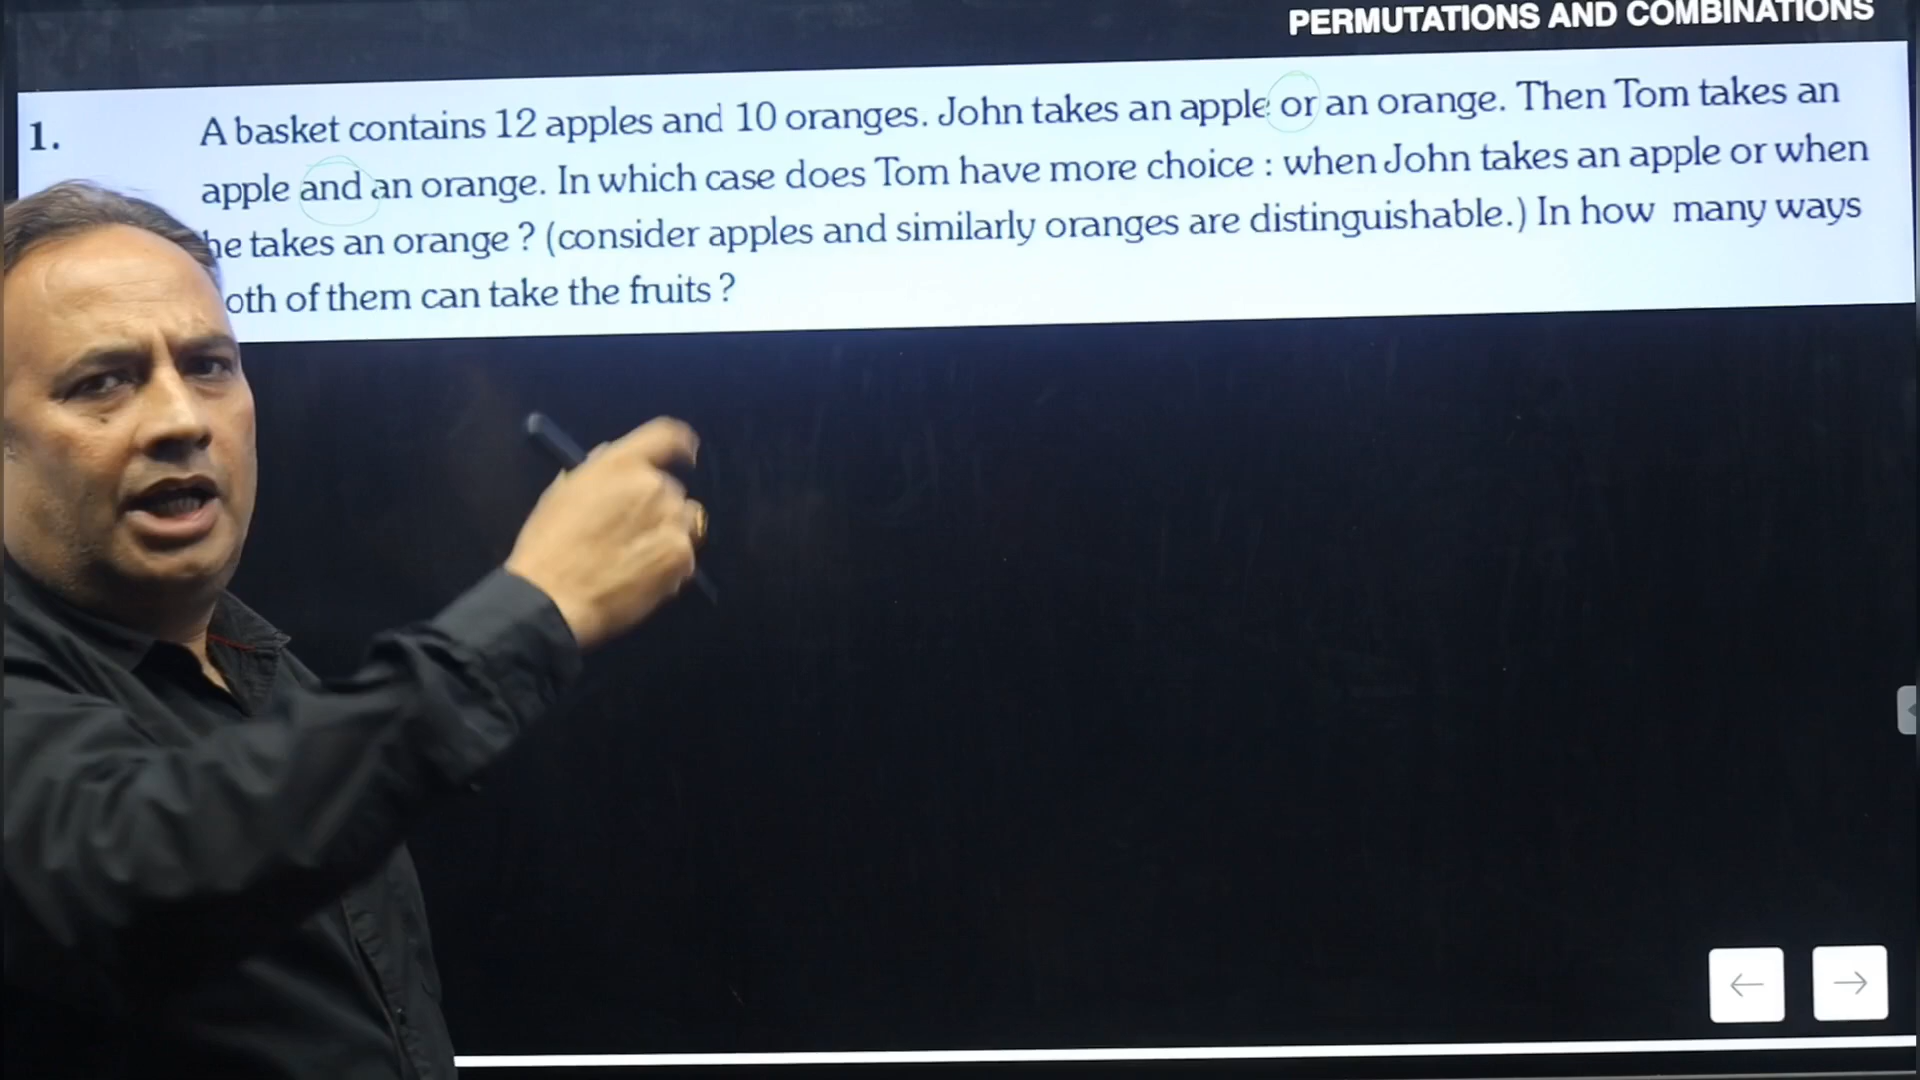 PERMUTATIONS AND COMBINATIONS
1. A basket contains 12 apples and 10 oranges. John takes an apple or an orange. Then Tom takes an
apple and an orange. In which case does Tom have more choice : when John takes an apple or when
he takes an orange ? (consider apples and similarly oranges are distinguishable.) In how many ways
oth of them can take the fruits ?